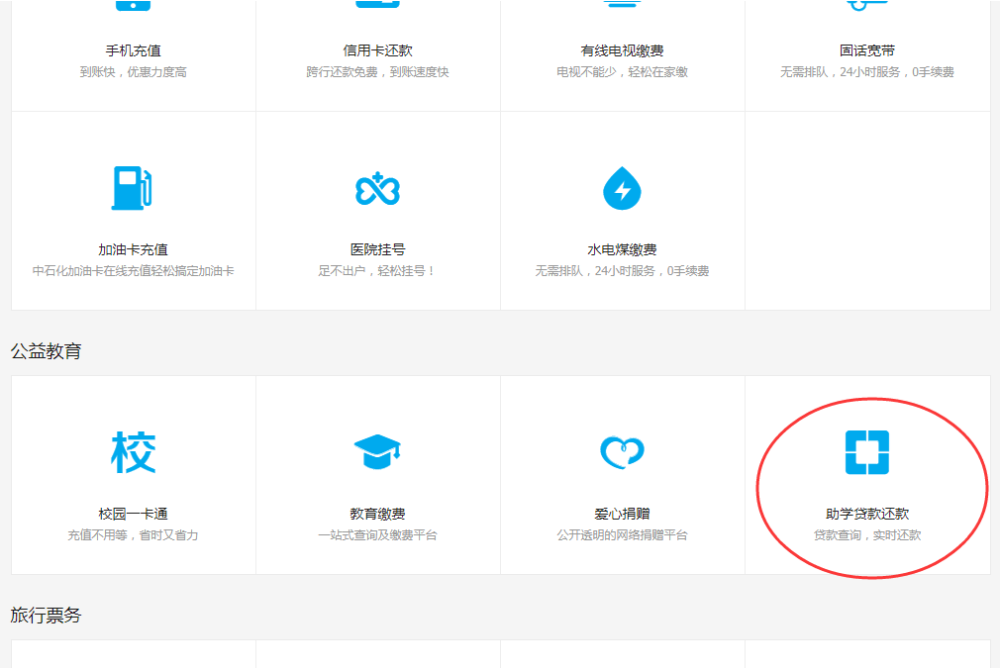 手机充值
到账快，优惠力度高
信用卡还款
跨行还款免费，到账速度快
有线电视缴费
电视不能少，轻松在家缴
固话宽带
无需排队，24小时服务，0手续费
加油卡充值
中石化加油卡在线充值轻松搞定加油卡
医院挂号
足不出户，轻松挂号！
水电煤缴费
无需排队，24小时服务，0手续费
公益教育
校
校园一卡通
充值不用等，省时又省力
教育缴费
一站式查询及缴费平台
爱心捐赠
公开透明的网络捐赠平台
助学贷款还款
贷款查询，实时还款
旅行票务